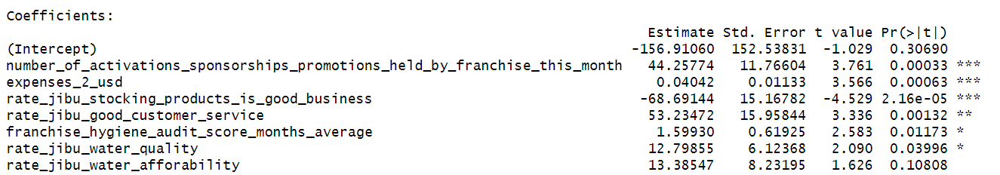 Coefficients:
Estimate Std. Error t value Pr(>|t|)
(Intercept) -156.91060 152.53831 -1.029 0.30690
number_of_activations_sponsorships_promotions_held_by_franchise_this_month 44.25774 11.76604 3.761 0.00033 ***
expenses_2_usd 0.04042 0.01133 3.566 0.00063 ***
rate_jibu_stocking_products_is_good_business -68.69144 15.16782 -4.529 2.16e-05 ***
rate_jibu_good_customer_service 53.23472 15.95844 3.336 0.00132 **
franchise_hygiene_audit_score_months_average 1.59930 0.61925 2.583 0.01173 *
rate_jibu_water_quality 12.79855 6.12368 2.090 0.03996 *
rate_jibu_water_afforability 13.38547 8.23195 1.626 0.10808